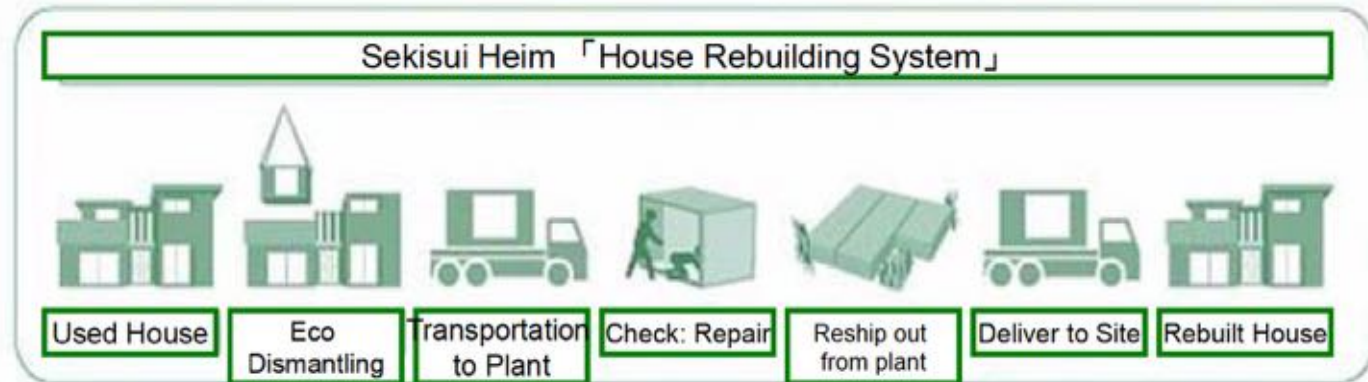 Sekisui Heim 「House Rebuilding System」
Used House
Eco
Dismantling
Transportation
to Plant
Check: Repair
Reship out
from plant
Deliver to Site
Rebuilt House